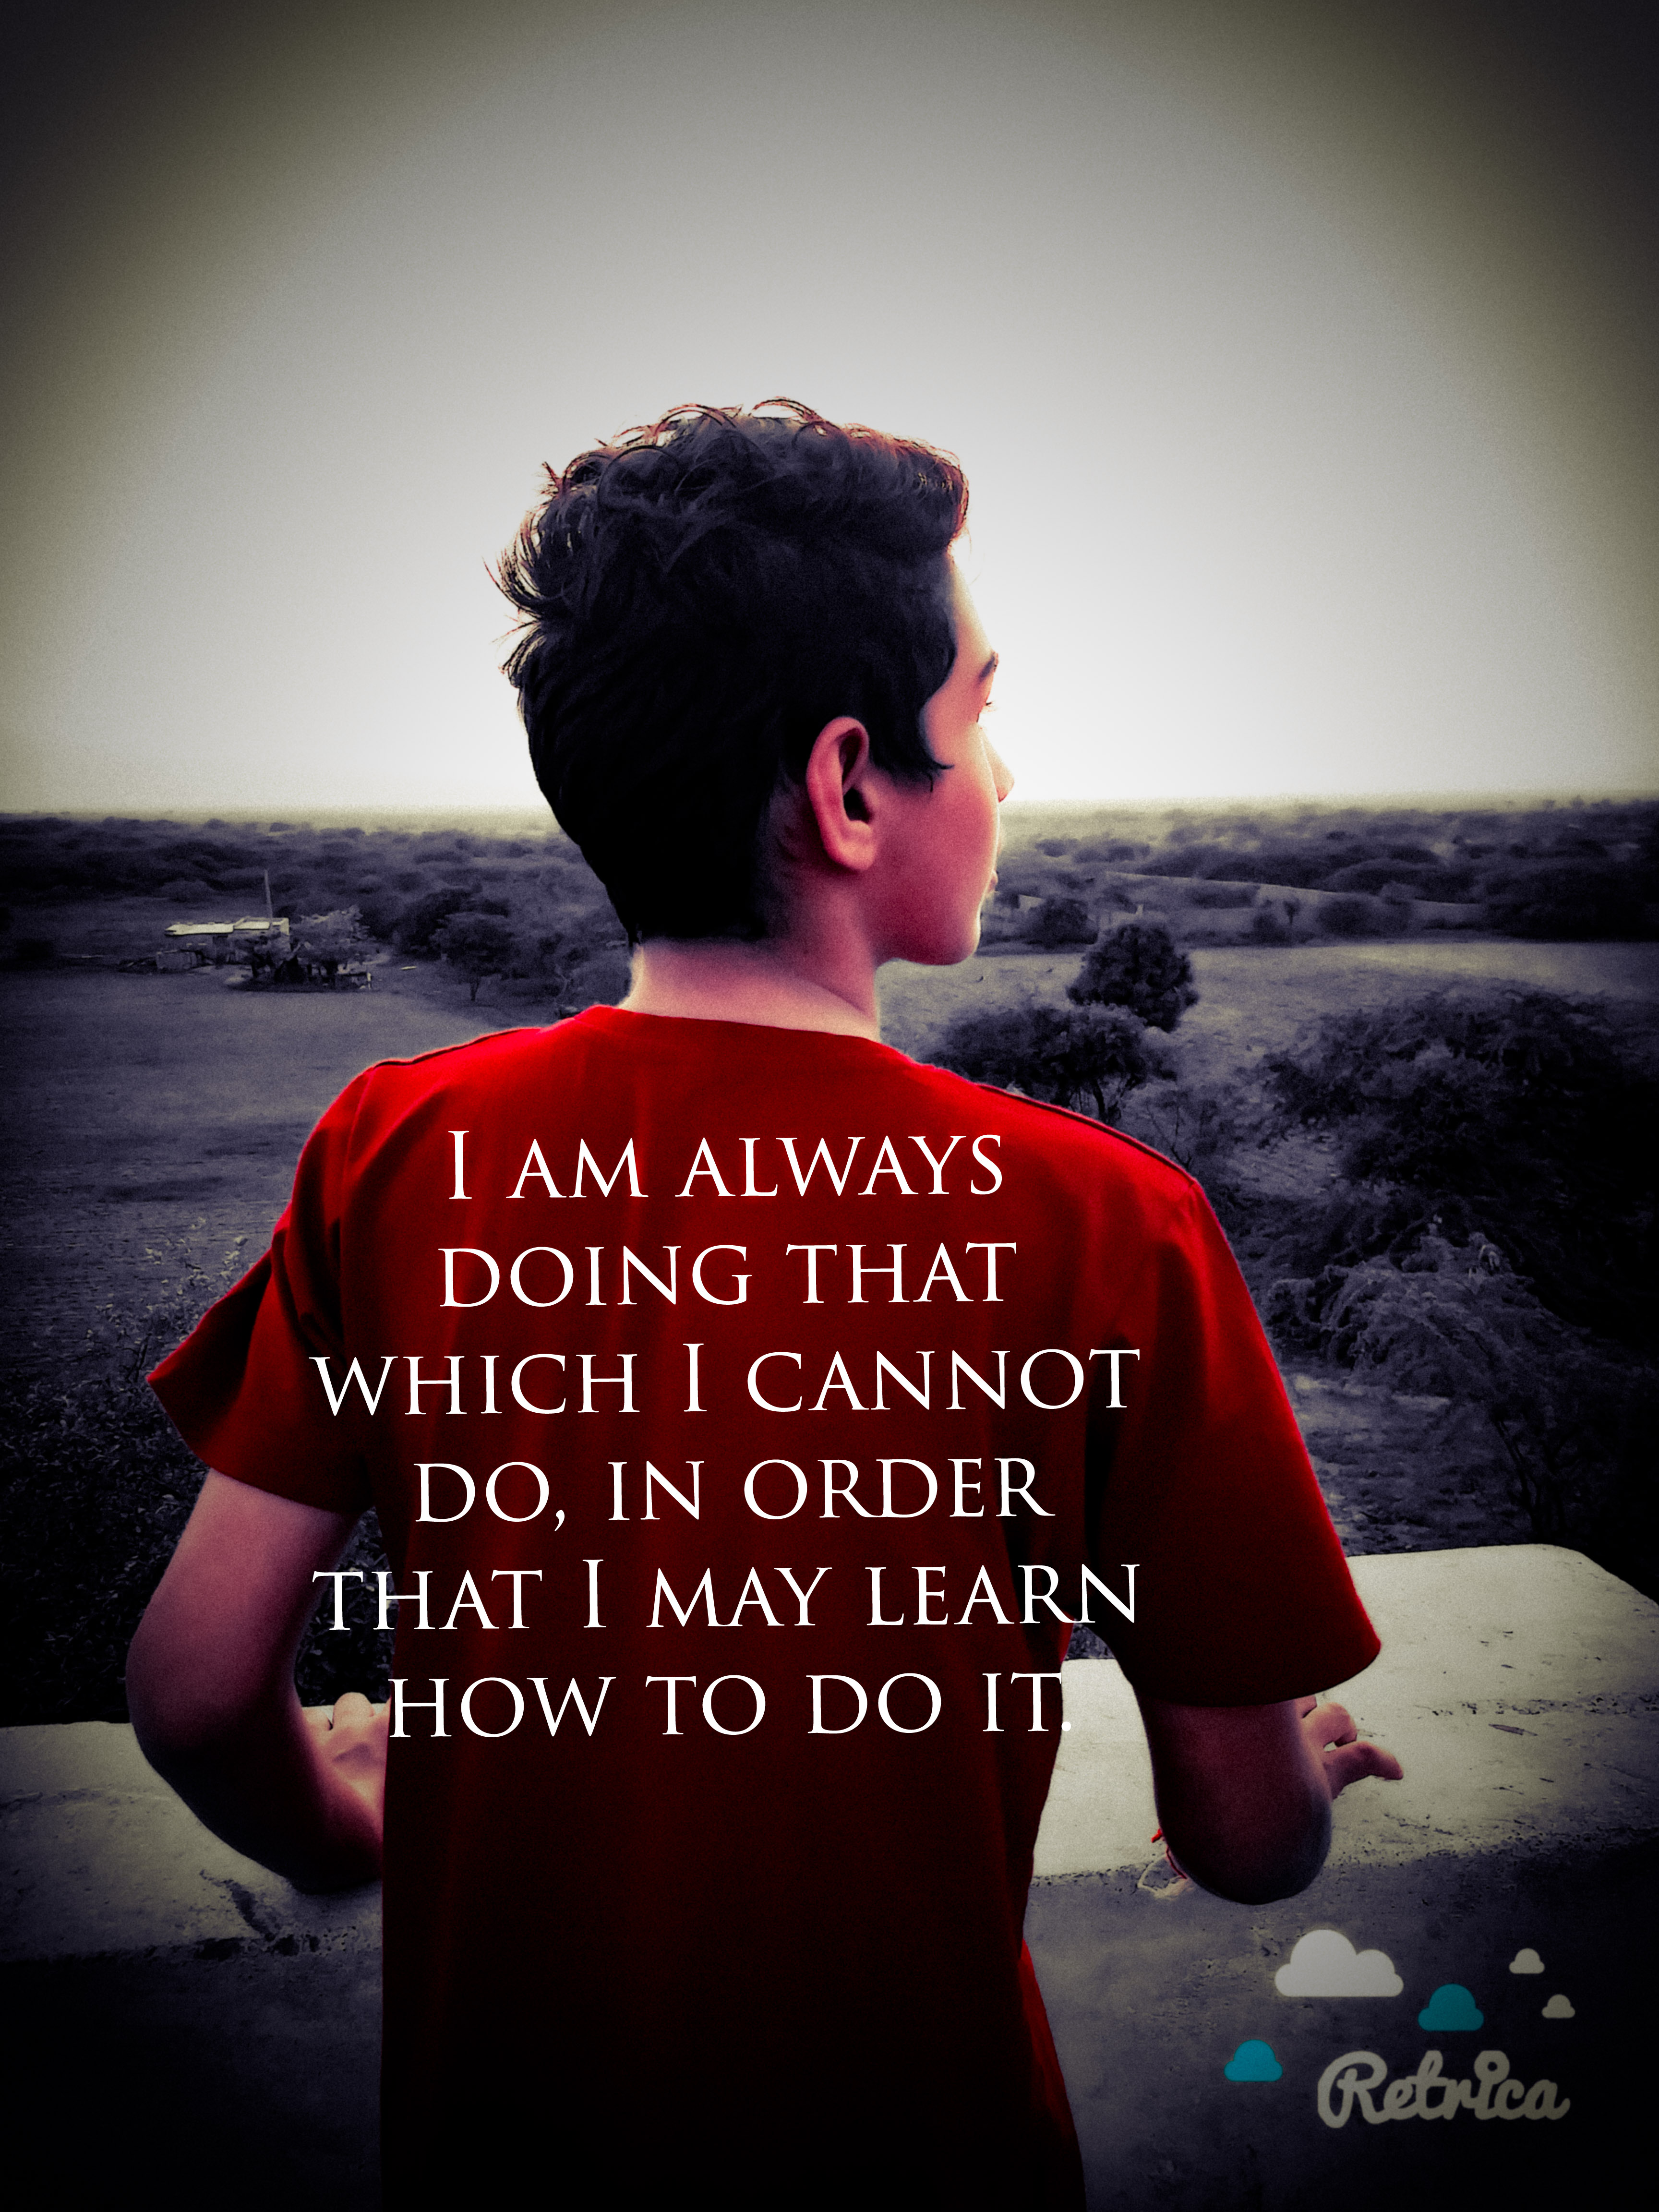 I AM ALWAYS
DOING THAT
WHICH I CANNOT
DO, IN ORDER
THAT I MAY LEARN
HOW TO DO IT.
Retrica